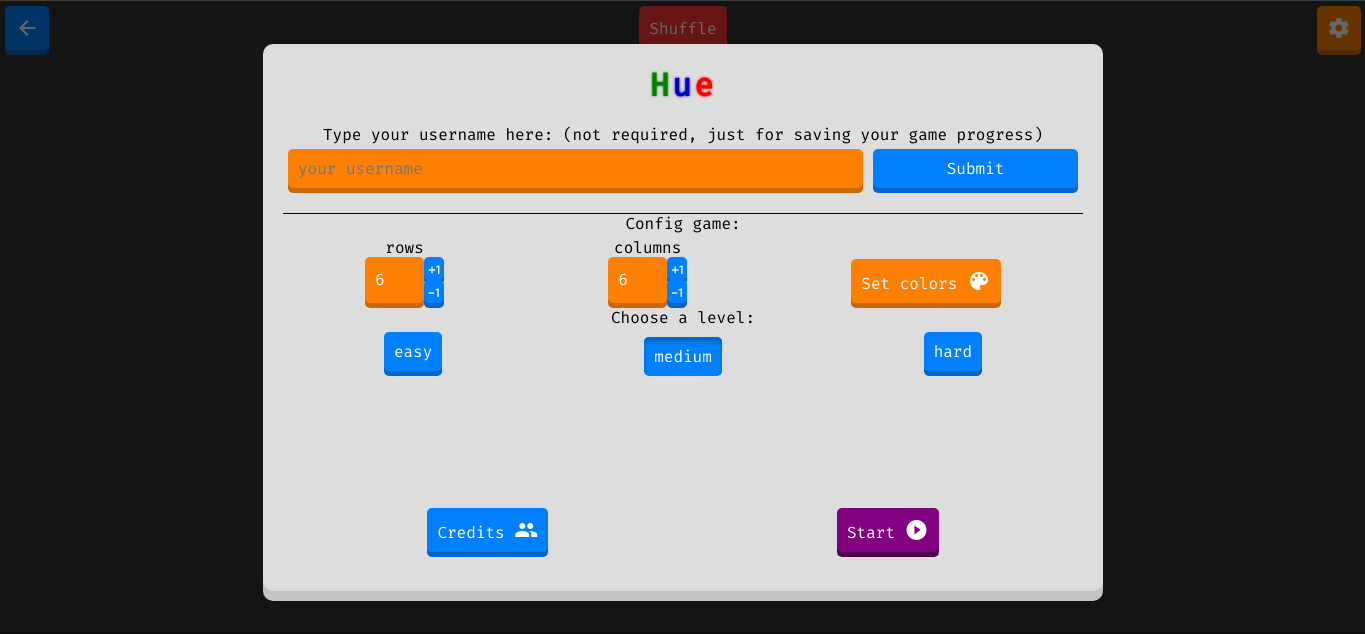 Shuffle
Hue
Type your username here: (not required, just for saving your game progress)
your username
Submit
Config game:
rows
columns
6
+1
-1
6
+1
-1
Set colors
Choose a level:
easy
medium
hard
Credits
Start